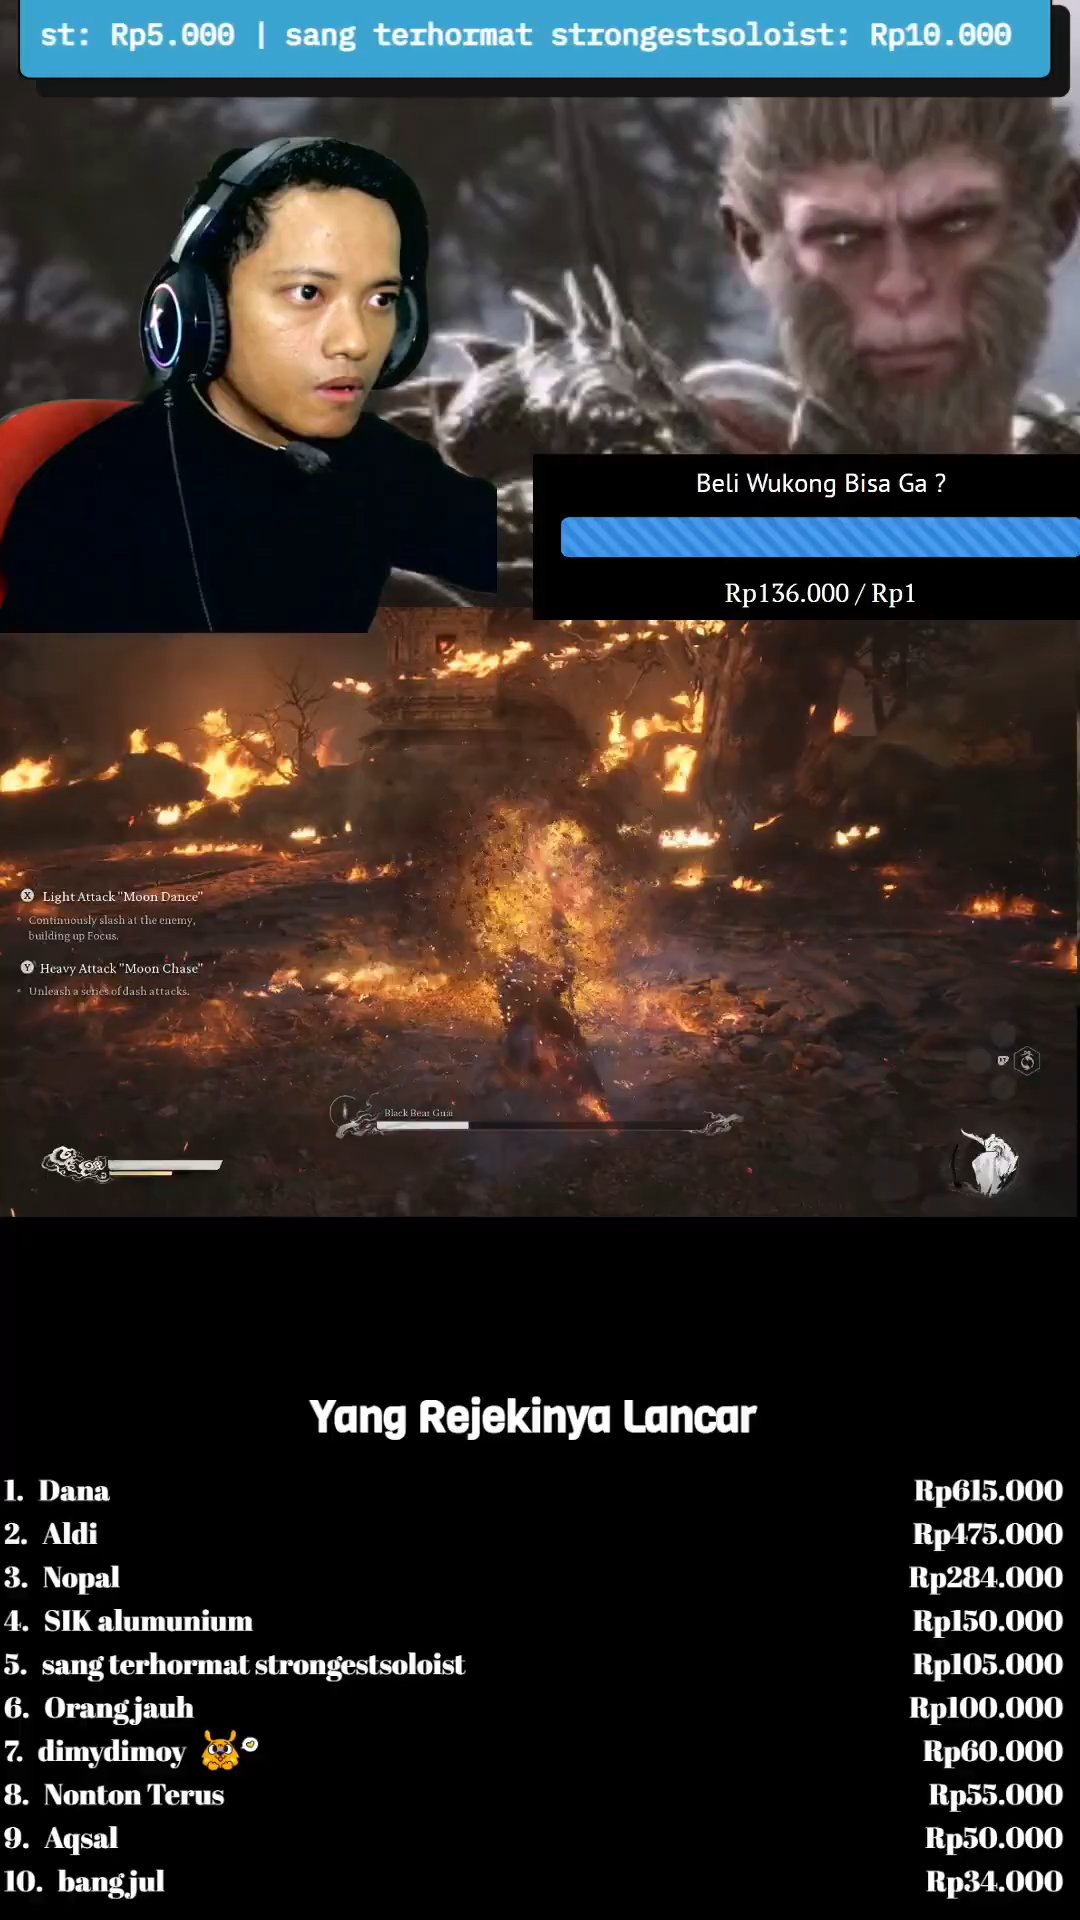 st: Rp5.000 | sang terhormat strongestsoloist: Rp10.000
Beli Wukong Bisa Ga ?
Rp136.000 / Rp1
X Light Attack "Moon Dance"
Continuously slash at the enemy,
building up Focus.
Y Heavy Attack "Moon Chase"
Unleash a series of dash attacks.
Black Bear Guai
Yang Rejekinya Lancar
1. Dana Rp615.000
2. Aldi Rp475.000
3. Nopal Rp284.000
4. SIK alumunium Rp150.000
5. sang terhormat strongestsoloist Rp105.000
6. Orang jauh Rp100.000
7. dimydimoy Rp60.000
8. Nonton Terus Rp55.000
9. Aqsal Rp50.000
10. bang jul Rp34.000